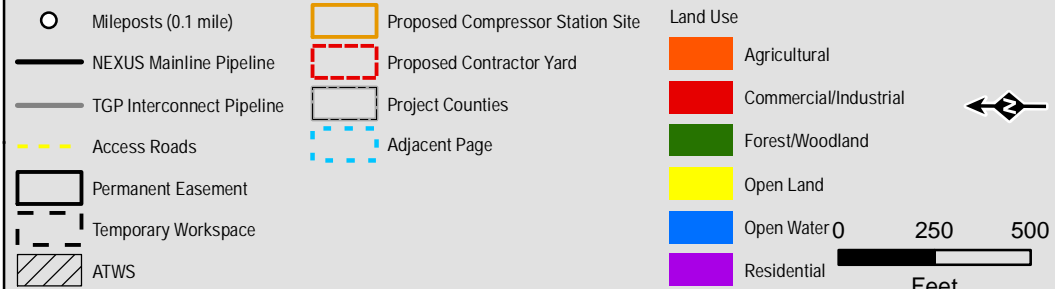 Mileposts (0.1 mile)
NEXUS Mainline Pipeline
TGP Interconnect Pipeline
Access Roads
Permanent Easement
Temporary Workspace
ATWS
Proposed Compressor Station Site
Proposed Contractor Yard
Project Counties
Adjacent Page
Land Use
Agricultural
Commercial/Industrial
Forest/Woodland
Open Land
Open Water
Residential
N
0 250 500
Feet